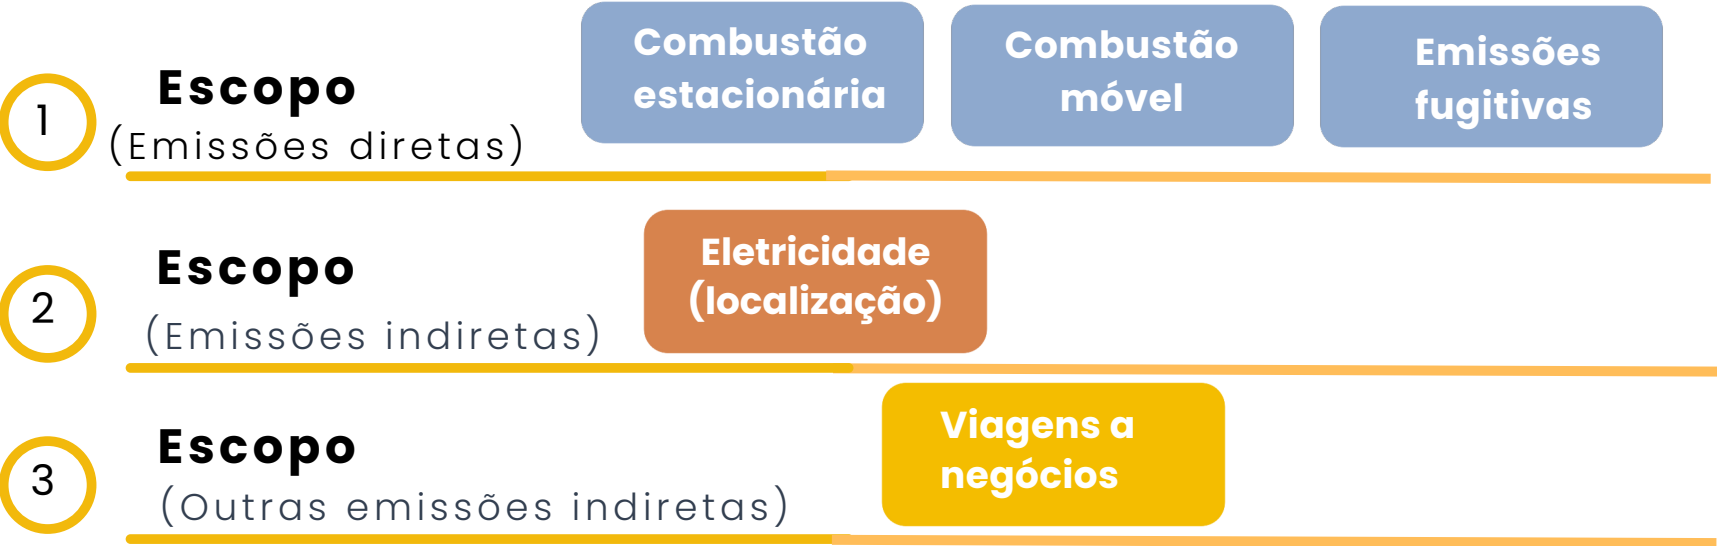 1
Escopo
(Emissões diretas)
Combustão
estacionária
Combustão
móvel
Emissões
fugitivas
2
Escopo
(Emissões indiretas)
Eletricidade
(localização)
3
Escopo
(Outras emissões indiretas)
Viagens a
negócios